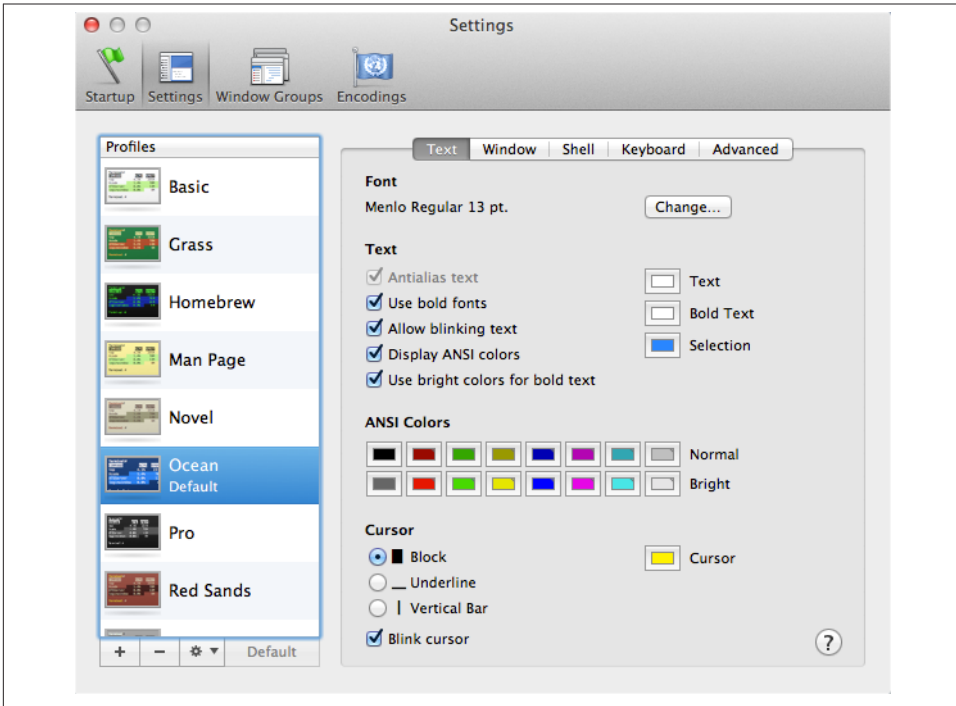 Settings
Startup Settings Window Groups Encodings
Profiles
Basic
Grass
Homebrew
Man Page
Novel
Ocean
Default
Pro
Red Sands
+ − Default
Text Window Shell Keyboard Advanced
Font
Menlo Regular 13 pt. Change...
Text
Antialias text
Use bold fonts
Allow blinking text
Display ANSI colors
Use bright colors for bold text
Text
Bold Text
Selection
ANSI Colors
Normal
Bright
Cursor
Block
Underline
Vertical Bar
Blink cursor
Cursor
?